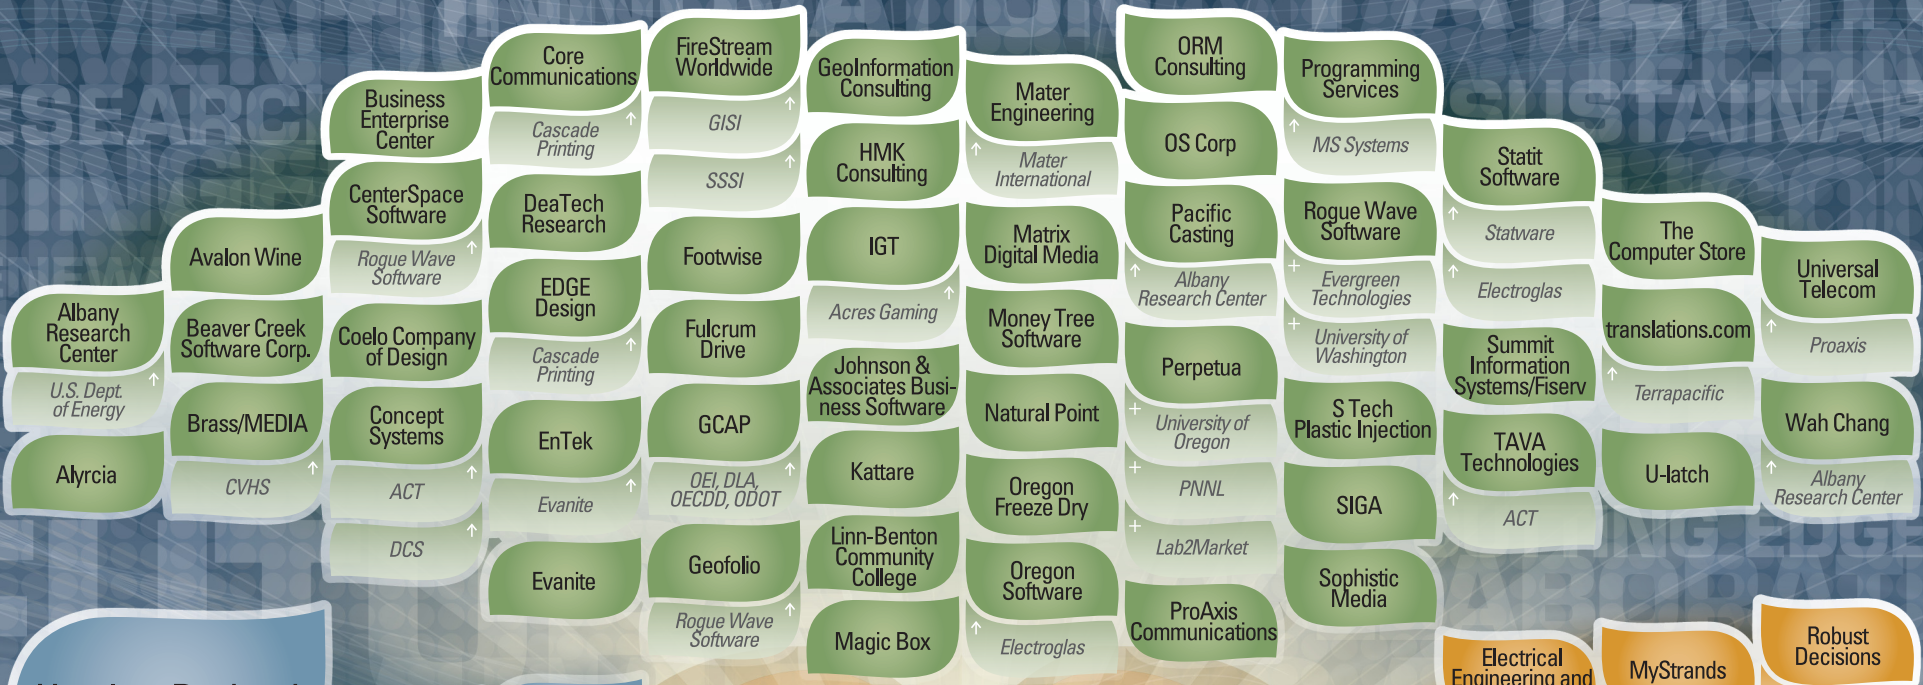 Albany
Research
Center
U.S. Dept.
of Energy
Alyrcia
Avalon Wine
Beaver Creek
Software Corp.
Brass/MEDIA
CVHS
Business
Enterprise
Center
CenterSpace
Software
Rogue Wave
Software
Coelo Company
of Design
Concept
Systems
ACT
DCS
Core
Communications
Cascade
Printing
DeaTech
Research
EDGE
Design
Cascade
Printing
EnTek
Evanite
Evanite
FireStream
Worldwide
GISI
SSSI
Footwise
Fulcrum
Drive
GCAP
OEI, DLA,
OECDD, ODOT
Geofolio
Rogue Wave
Software
GeoInformation
Consulting
HMK
Consulting
IGT
Acres Gaming
Johnson &
Associates Busi-
ness Software
Kattare
Linn-Benton
Community
College
Magic Box
Mater
Engineering
Mater
International
Matrix
Digital Media
Money Tree
Software
Natural Point
Oregon
Freeze Dry
Oregon
Software
Electroglas
ORM
Consulting
OS Corp
Pacific
Casting
Albany
Research Center
Perpetua
University of
Oregon
PNNL
Lab2Market
ProAxis
Communications
Programming
Services
MS Systems
Rogue Wave
Software
Evergreen
Technologies
University of
Washington
S Tech
Plastic Injection
SIGA
Sophistic
Media
Statit
Software
Statware
Electroglas
Summit
Information
Systems/Fiserv
TAVA
Technologies
ACT
The
Computer Store
translations.com
Terrapacific
U-latch
Universal
Telecom
Proaxis
Wah Chang
Albany
Research Center
Electrical
Engineering and
MyStrands
Robust
Decisions